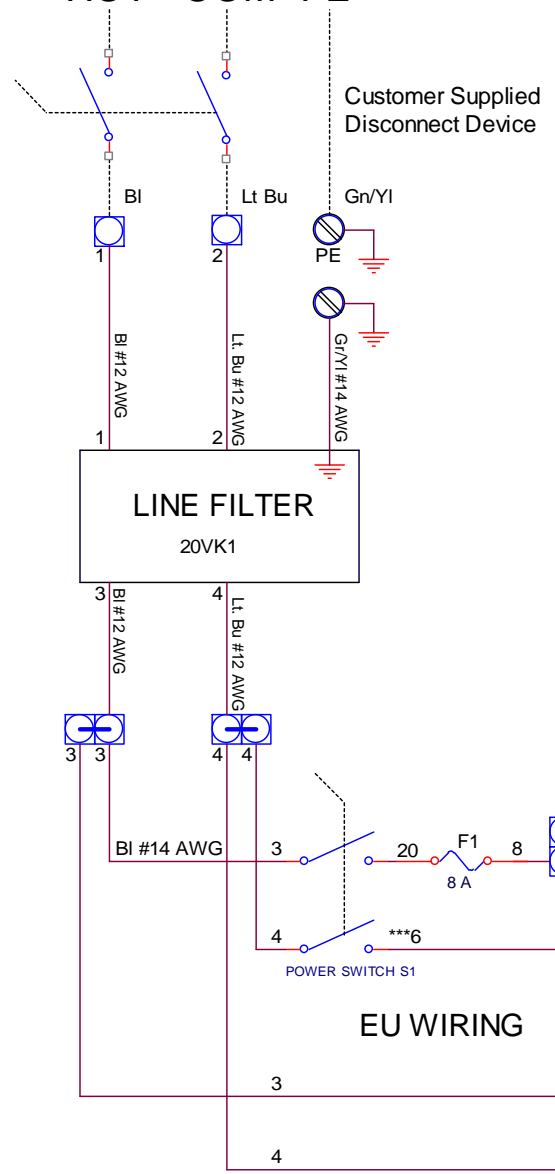 Customer Supplied
Disconnect Device
Bl
Lt Bu
Gn/Yl
1
2
PE
Bl #12 AWG
Lt. Bu #12 AWG
Gr/Yl #14 AWG
1
2
LINE FILTER
20VK1
3
4
Bl #12 AWG
Lt. Bu #12 AWG
3
3
4
4
Bl #14 AWG
3
20
F1
8
8 A
4
***6
POWER SWITCH S1
EU WIRING
3
4